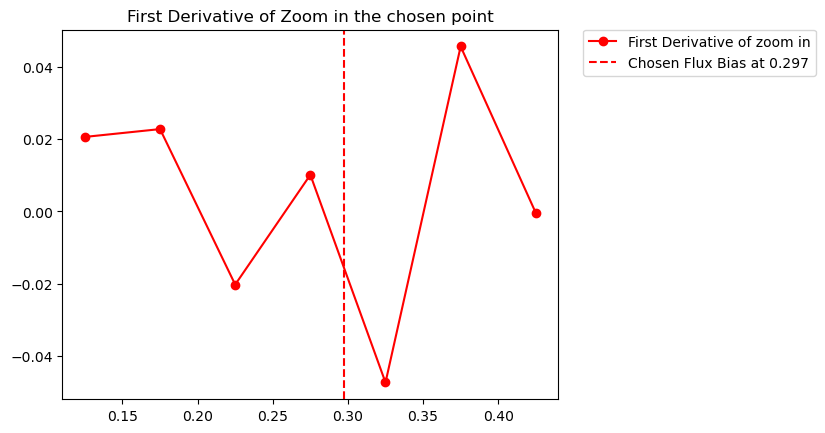 First Derivative of Zoom in the chosen point
First Derivative of zoom in
Chosen Flux Bias at 0.297
0.04
0.02
0.00
−0.02
−0.04
0.15 0.20 0.25 0.30 0.35 0.40